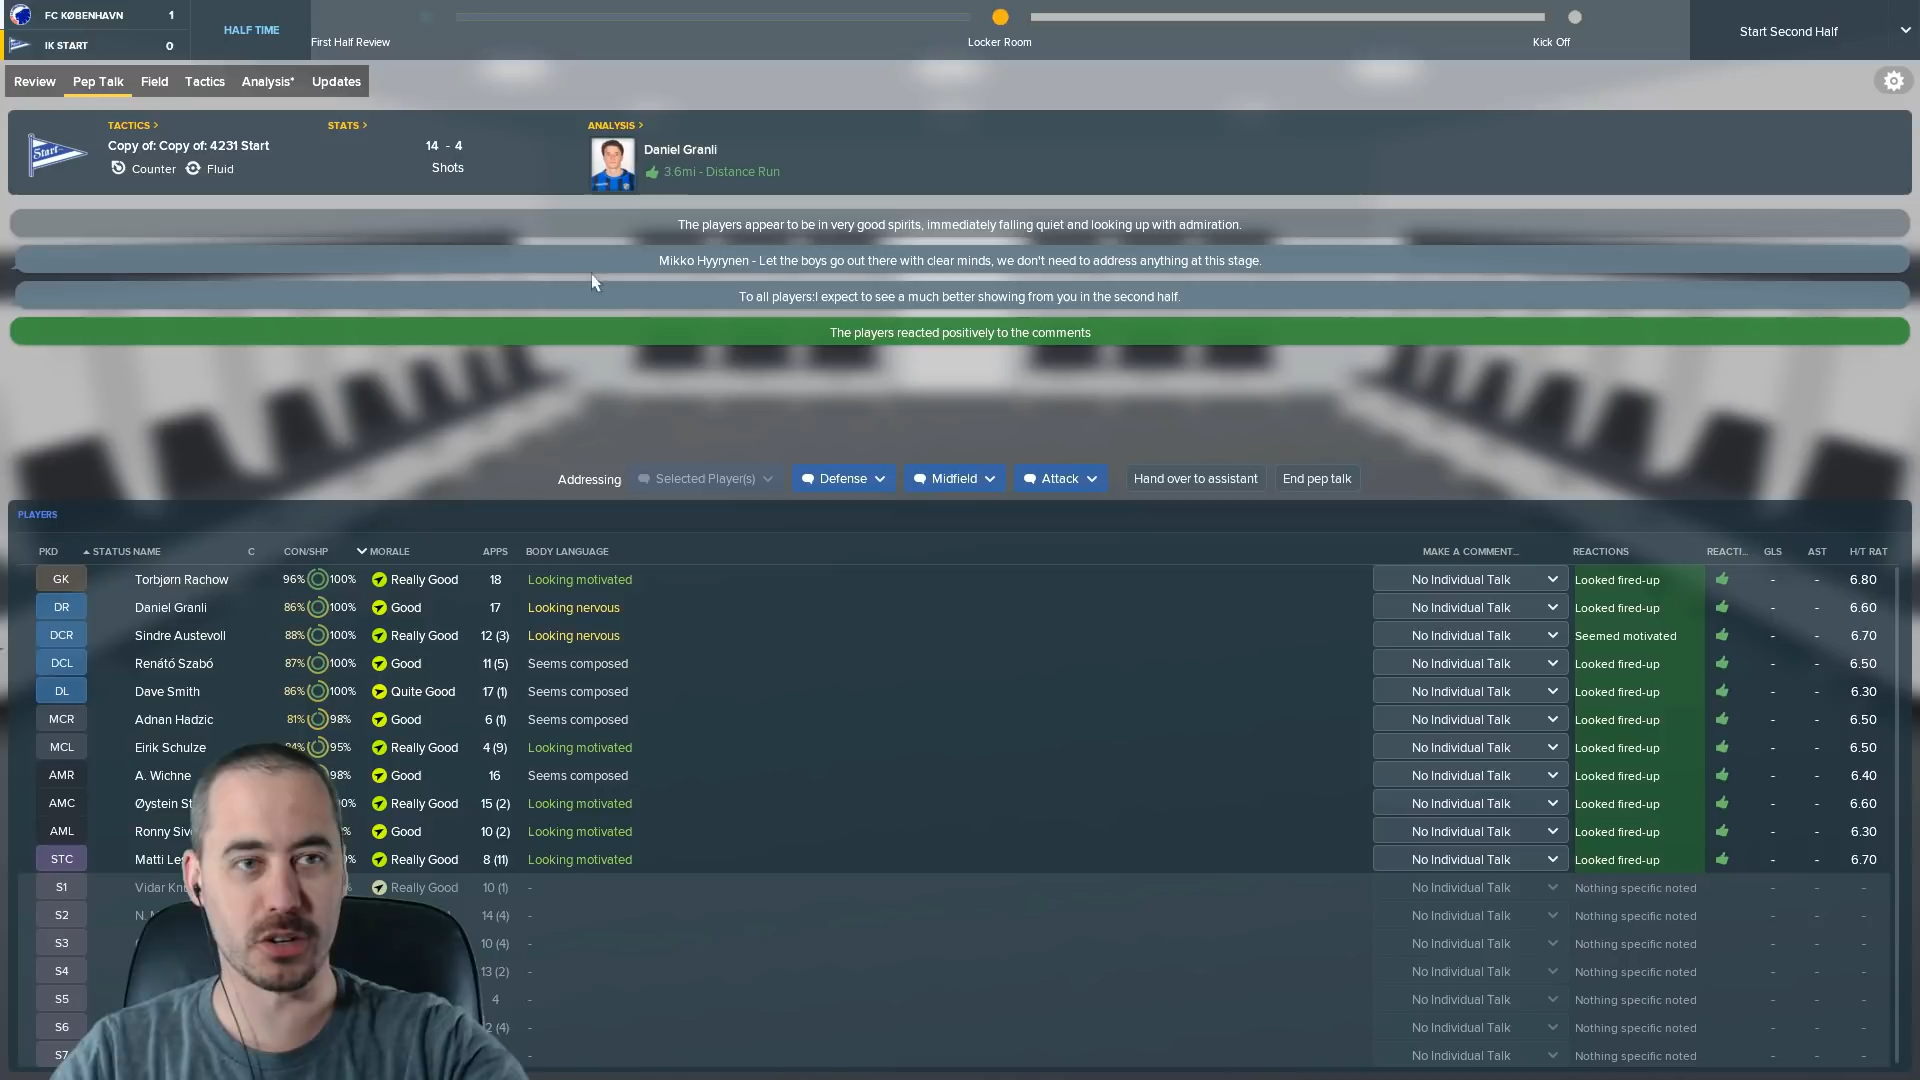 FC KØBENHAVN 1
IK START 0
HALF TIME
First Half Review
Locker Room
Kick Off
Start Second Half
Review Pep Talk Field Tactics Analysis* Updates
Start
TACTICS >
Copy of: Copy of: 4231 Start
Counter Fluid
STATS >
14 - 4
Shots
ANALYSIS >
Daniel Granli
3.6mi - Distance Run
The players appear to be in very good spirits, immediately falling quiet and looking up with admiration.
Mikko Hyyrynen - Let the boys go out there with clear minds, we don't need to address anything at this stage.
To all players:I expect to see a much better showing from you in the second half.
The players reacted positively to the comments
Addressing Selected Player(s) Defense Midfield Attack Hand over to assistant End pep talk
PLAYERS
PKD STATUS NAME C CON/SHP MORALE APPS BODY LANGUAGE MAKE A COMMENT... REACTIONS REACTI... GLS AST H/T RAT
GK Torbjørn Rachow 96% 100% Really Good 18 Looking motivated No Individual Talk Looked fired-up - - 6.80
DR Daniel Granli 86% 100% Good 17 Looking nervous No Individual Talk Looked fired-up - - 6.60
DCR Sindre Austevoll 88% 100% Really Good 12 (3) Looking nervous No Individual Talk Seemed motivated - - 6.70
DCL Renátó Szabó 87% 100% Good 11 (5) Seems composed No Individual Talk Looked fired-up - - 6.50
DL Dave Smith 86% 100% Quite Good 17 (1) Seems composed No Individual Talk Looked fired-up - - 6.30
MCR Adnan Hadzic 81% 98% Good 6 (1) Seems composed No Individual Talk Looked fired-up - - 6.50
MCL Eirik Schulze 84% 95% Really Good 4 (9) Looking motivated No Individual Talk Looked fired-up - - 6.50
AMR A. Wichne 98% Good 16 Seems composed No Individual Talk Looked fired-up - - 6.40
AMC Øystein Really Good 15 (2) Looking motivated No Individual Talk Looked fired-up - - 6.60
AML Ronny Good 10 (2) Looking motivated No Individual Talk Looked fired-up - - 6.30
STC Matti Really Good 8 (11) Looking motivated No Individual Talk Looked fired-up - - 6.70
S1 Vidar Really Good 10 (1) - No Individual Talk Nothing specific noted - - -
S2 N. 14 (4) - No Individual Talk Nothing specific noted - - -
S3 10 (4) - No Individual Talk Nothing specific noted - - -
S4 13 (2) - No Individual Talk Nothing specific noted - - -
S5 4 - No Individual Talk Nothing specific noted - - -
S6 2 (4) - No Individual Talk Nothing specific noted - - -
S7 - No Individual Talk Nothing specific noted - - -